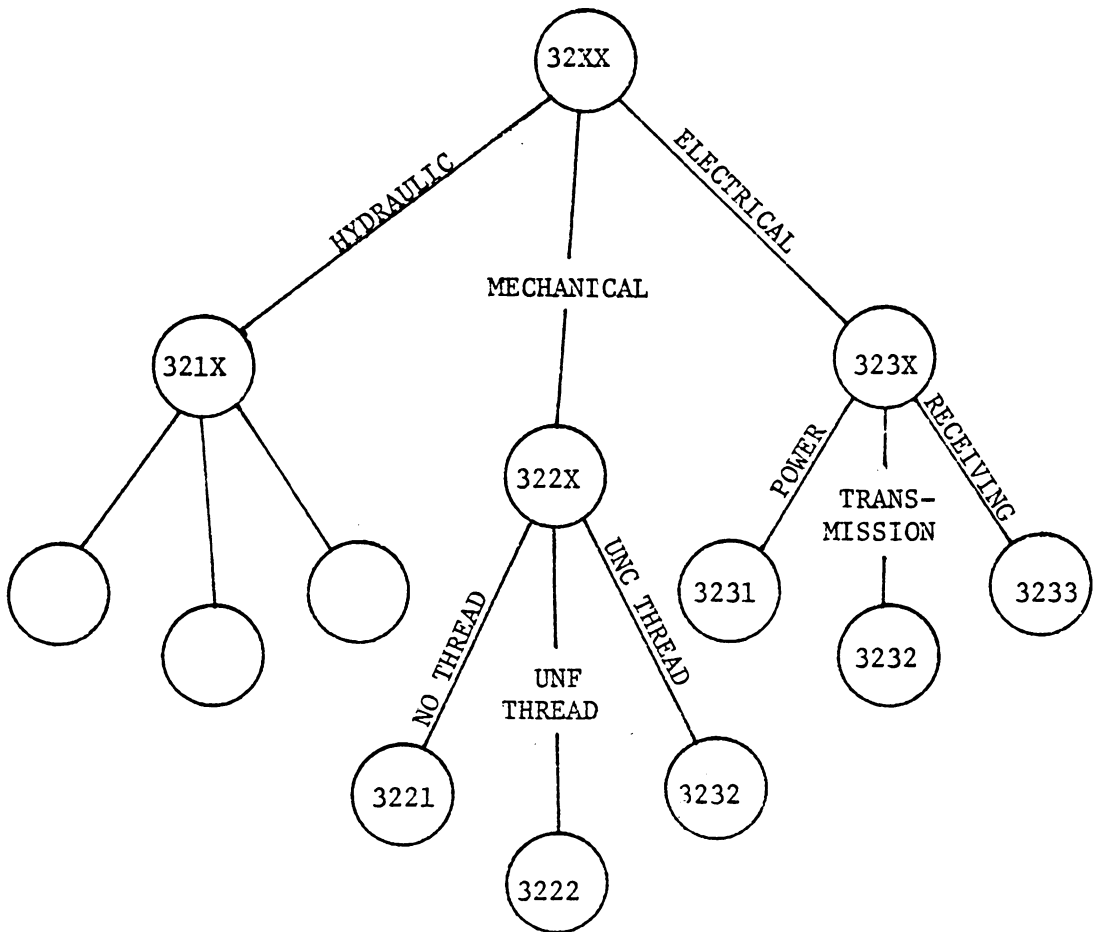 32XX
HYDRAULIC
MECHANICAL
ELECTRICAL
321X
322X
323X
NO THREAD
UNF
THREAD
UNC THREAD
POWER
TRANS-
MISSION
RECEIVING
3221
3222
3232
3231
3232
3233